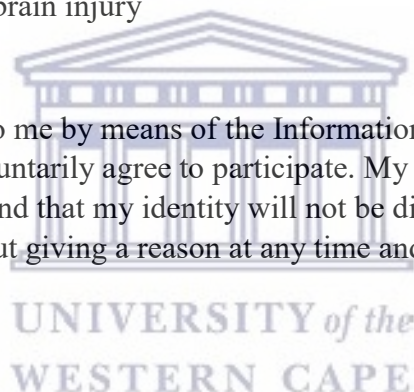 brain injury
o me by means of the Information
untarily agree to participate. My
nd that my identity will not be di
ut giving a reason at any time and
UNIVERSITY of the
WESTERN CAPE